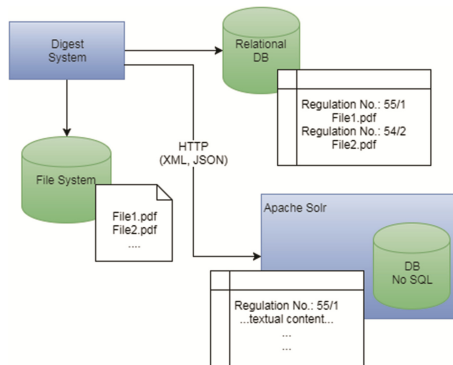 Digest
System
Relational
DB
Regulation No.: 55/1
File1.pdf
Regulation No.: 54/2
File2.pdf
HTTP
(XML, JSON)
File System
File1.pdf
File2.pdf
....
Apache Solr
DB
No SQL
Regulation No.: 55/1
...textual content...
...
...